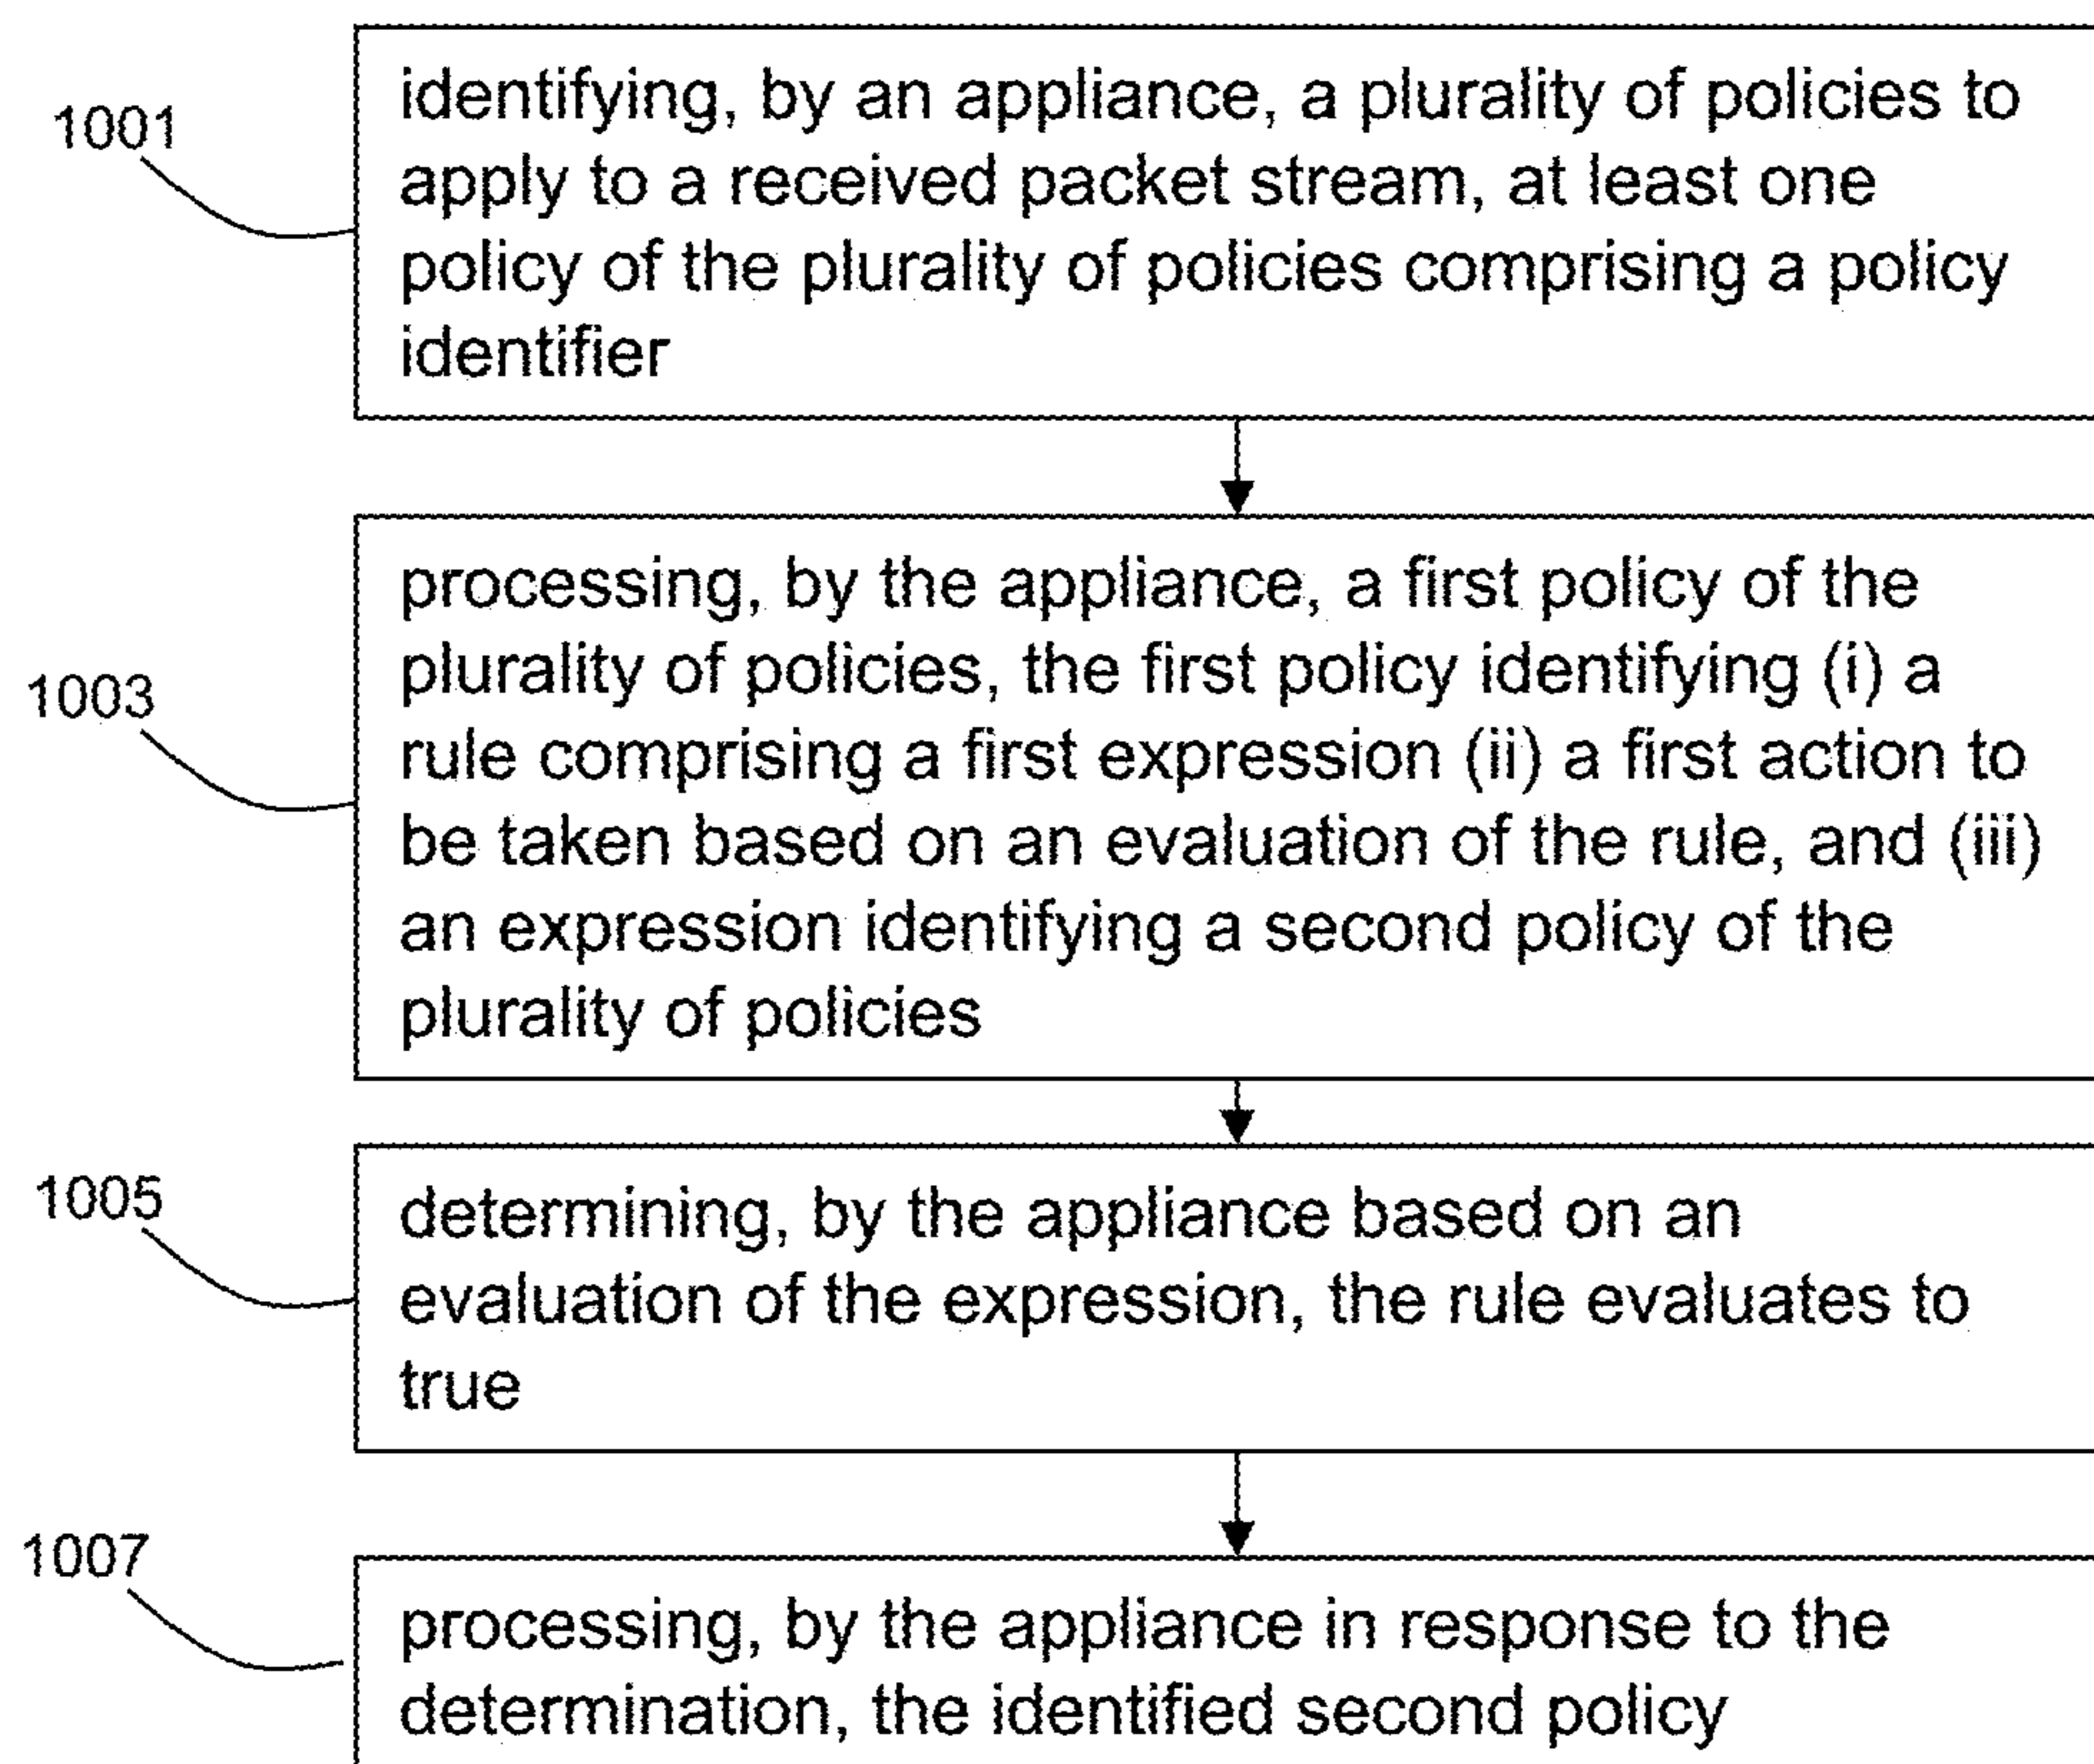 1001
identifying, by an appliance, a plurality of policies to
apply to a received packet stream, at least one
policy of the plurality of policies comprising a policy
identifier
1003
processing, by the appliance, a first policy of the
plurality of policies, the first policy identifying (i) a
rule comprising a first expression (ii) a first action to
be taken based on an evaluation of the rule, and (iii)
an expression identifying a second policy of the
plurality of policies
1005
determining, by the appliance based on an
evaluation of the expression, the rule evaluates to
true
1007
processing, by the appliance in response to the
determination, the identified second policy